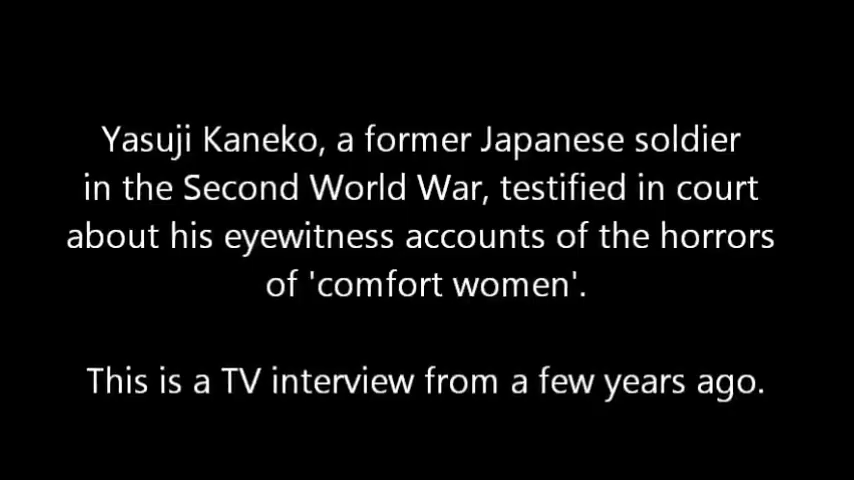 Yasuji Kaneko, a former Japanese soldier
in the Second World War, testified in court
about his eyewitness accounts of the horrors
of 'comfort women'.
This is a TV interview from a few years ago.